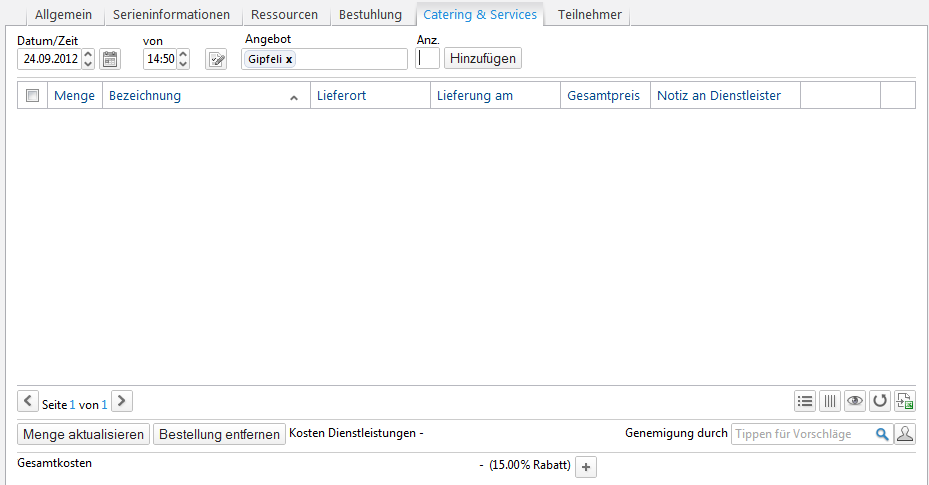 Allgemein Serieninformationen Ressourcen Bestuhlung Catering & Services Teilnehmer
Datum/Zeit von Angebot Anz.
24.09.2012 14:50 Gipfeli x Hinzufügen
Menge Bezeichnung Lieferort Lieferung am Gesamtpreis Notiz an Dienstleister
Seite 1 von 1
Menge aktualisieren Bestellung entfernen Kosten Dienstleistungen - Genemigung durch Tippen für Vorschläge
Gesamtkosten - (15.00% Rabatt) +